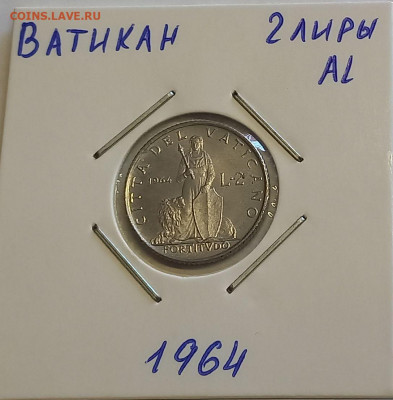 COINS.LAVE.RU
ВАТИКАН 2 ЛИРЫ
AL
CITTA DEL VATICANO
1964 L·2
FORTITVDO
1964